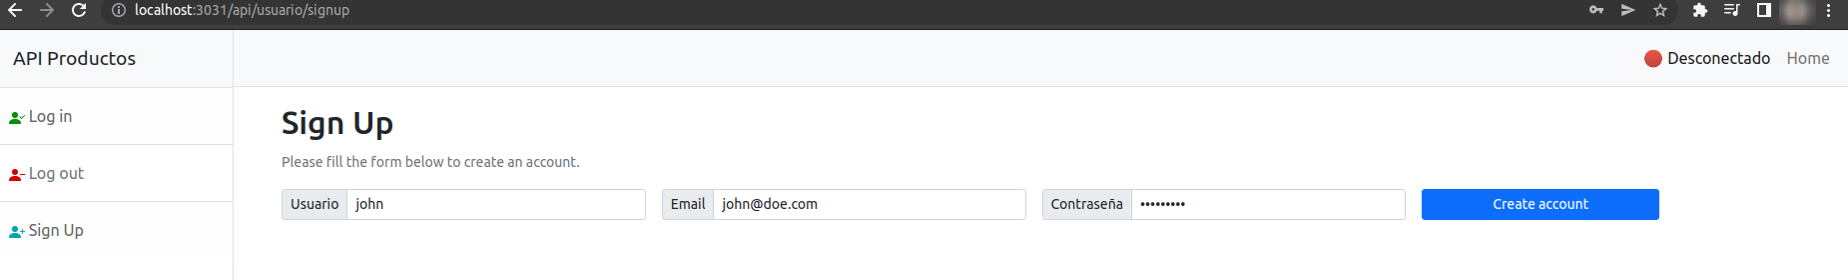 localhost:3031/api/usuario/signup
API Productos
Desconectado Home
Log in
Log out
Sign Up
Sign Up
Please fill the form below to create an account.
Usuario john Email john@doe.com Contraseña ••••••••• Create account